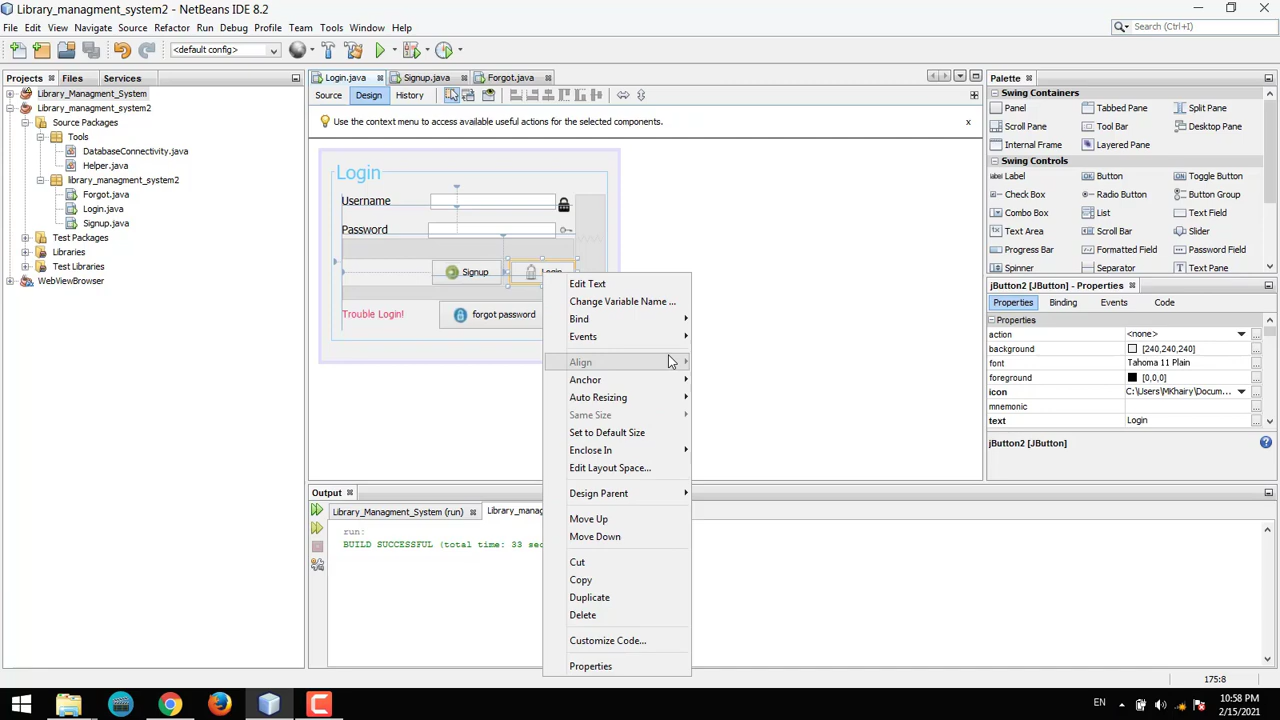 Library_managment_system2 - NetBeans IDE 8.2
File Edit View Navigate Source Refactor Run Debug Profile Team Tools Window Help
Search (Ctrl+I)
<default config>
Projects Files Services
Library_Managment_System
Library_managment_system2
Source Packages
Tools
DatabaseConnectivity.java
Helper.java
library_managment_system2
Forgot.java
Login.java
Signup.java
Test Packages
Libraries
Test Libraries
WebViewBrowser
Login.java Signup.java Forgot.java
Source Design History
Use the context menu to access available useful actions for the selected components. x
Login
Username
Password
Signup Login
Trouble Login! forgot password
Edit Text
Change Variable Name ...
Bind
Events
Align
Anchor
Auto Resizing
Same Size
Set to Default Size
Enclose In
Edit Layout Space...
Design Parent
Move Up
Move Down
Cut
Copy
Duplicate
Delete
Customize Code...
Properties
Output
Library_Managment_System (run)
run:
BUILD SUCCESSFUL (total time: 33
Palette
Swing Containers
Panel Tabbed Pane Split Pane
Scroll Pane Tool Bar Desktop Pane
Internal Frame Layered Pane
Swing Controls
Label Button Toggle Button
Check Box Radio Button Button Group
Combo Box List Text Field
Text Area Scroll Bar Slider
Progress Bar Formatted Field Password Field
Spinner Separator Text Pane
jButton2 [JButton] - Properties
Properties Binding Events Code
Properties
action <none>
background [240,240,240]
font Tahoma 11 Plain
foreground [0,0,0]
icon C:\Users\MKhairy\Docum...
mnemonic
text Login
jButton2 [JButton]
175:8
EN
10:58 PM
2/15/2021